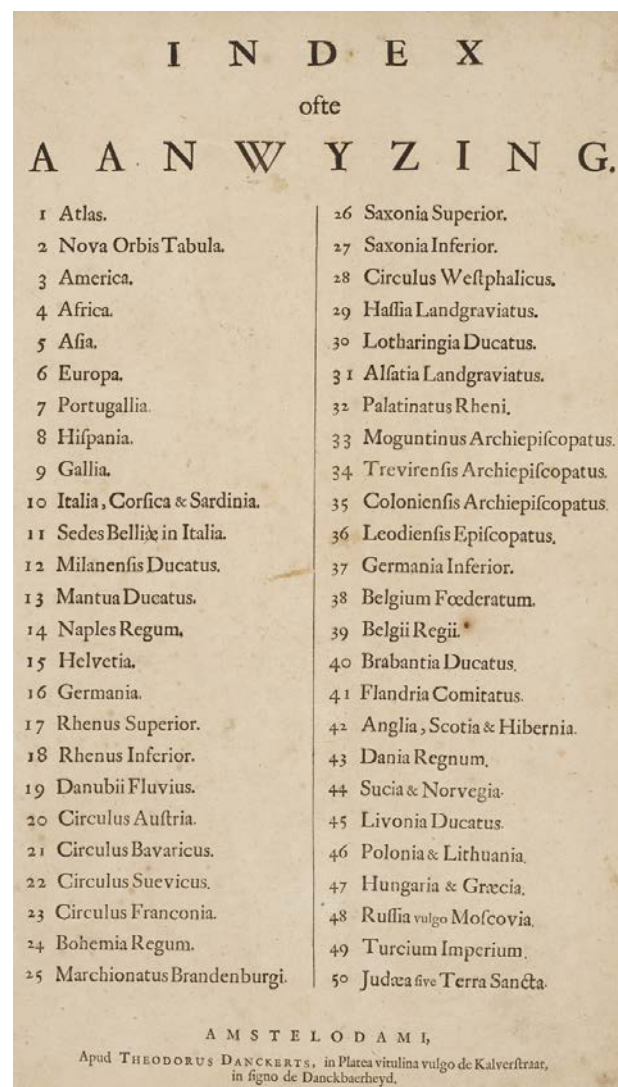 INDEX
ofte
AANWYZING.
1 Atlas.
2 Nova Orbis Tabula.
3 America.
4 Africa.
5 Aſia.
6 Europa.
7 Portugallia.
8 Hiſpania.
9 Gallia.
10 Italia, Corſica & Sardinia.
11 Sedes Belliæ in Italia.
12 Milanenſis Ducatus.
13 Mantua Ducatus.
14 Naples Regum.
15 Helvetia.
16 Germania.
17 Rhenus Superior.
18 Rhenus Inferior.
19 Danubii Fluvius.
20 Circulus Auſtria.
21 Circulus Bavaricus.
22 Circulus Suevicus.
23 Circulus Franconia.
24 Bohemia Regum.
25 Marchionatus Brandenburgi.
26 Saxonia Superior.
27 Saxonia Inferior.
28 Circulus Weſtphalicus.
29 Haſſia Landgraviatus.
30 Lotharingia Ducatus.
31 Alſatia Landgraviatus.
32 Palatinatus Rheni.
33 Moguntinus Archiepiſcopatus.
34 Trevirenſis Archiepiſcopatus.
35 Colonienſis Archiepiſcopatus.
36 Leodienſis Epiſcopatus.
37 Germania Inferior.
38 Belgium Fœderatum.
39 Belgii Regii.
40 Brabantia Ducatus.
41 Flandria Comitatus.
42 Anglia, Scotia & Hibernia.
43 Dania Regnum.
44 Sucia & Norvegia.
45 Livonia Ducatus.
46 Polonia & Lithuania.
47 Hungaria & Græcia.
48 Ruſſia vulgo Moſcovia.
49 Turcium Imperium.
50 Judæa ſive Terra Sancta.
AMSTELODAMI,
Apud THEODORUS DANCKERTS, in Platea vitulina vulgo de Kalverſtraat,
in ſigno de Danckbaerheyd.